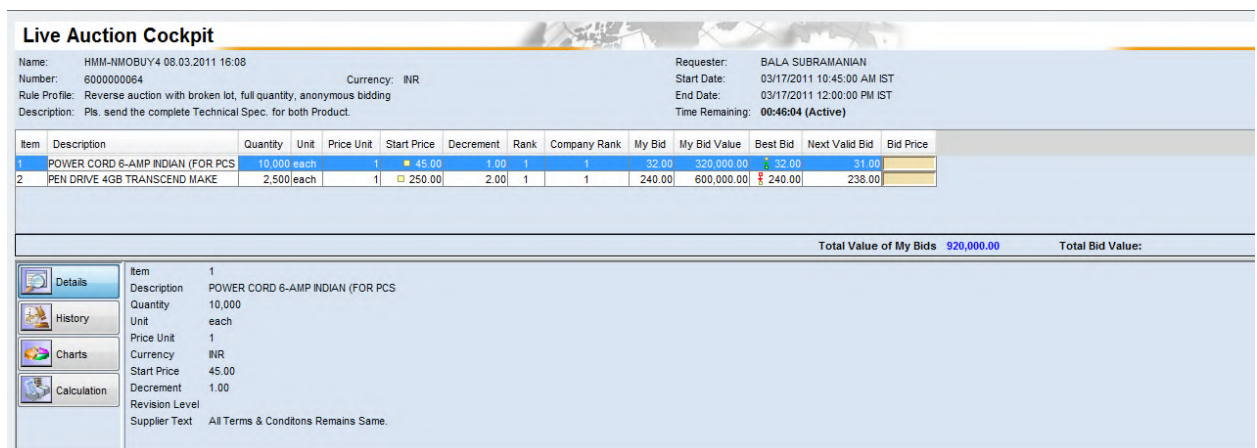 Live Auction Cockpit
Name: HMM-NMOBUY4 08.03.2011 16:08 Requester: BALA SUBRAMANIAN
Number: 6000000064 Currency: INR Start Date: 03/17/2011 10:45:00 AM IST
Rule Profile: Reverse auction with broken lot, full quantity, anonymous bidding End Date: 03/17/2011 12:00:00 PM IST
Description: Pls. send the complete Technical Spec. for both Product. Time Remaining: 00:46:04 (Active)
Item Description Quantity Unit Price Unit Start Price Decrement Rank Company Rank My Bid My Bid Value Best Bid Next Valid Bid Bid Price
1 POWER CORD 6-AMP INDIAN (FOR PCS 10,000 each 1 45.00 1.00 1 1 32.00 320,000.00 32.00 31.00
2 PEN DRIVE 4GB TRANSCEND MAKE 2,500 each 1 250.00 2.00 1 1 240.00 600,000.00 240.00 238.00
Total Value of My Bids 920,000.00 Total Bid Value:
Details
History
Charts
Calculation
Item 1
Description POWER CORD 6-AMP INDIAN (FOR PCS
Quantity 10,000
Unit each
Price Unit 1
Currency INR
Start Price 45.00
Decrement 1.00
Revision Level
Supplier Text All Terms & Conditons Remains Same.